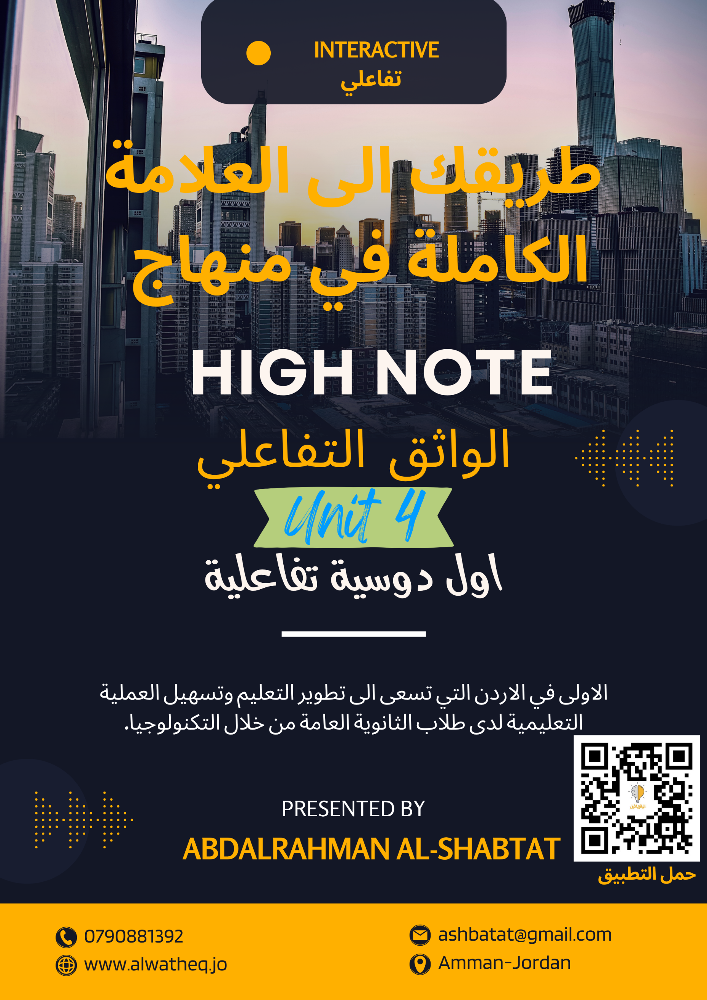 INTERACTIVE
تفاعلي
طريقك الى العلامة
الكاملة في منهاج
HIGH NOTE
الواثق التفاعلي
Unit 4
اول دوسية تفاعلية
الاولى في الاردن التي تسعى الى تطوير التعليم وتسهيل العملية
التعليمية لدى طلاب الثانوية العامة من خلال التكنولوجيا.
PRESENTED BY
ABDALRAHMAN AL-SHABTAT
حمل التطبيق
0790881392
www.alwatheq.jo
ashbatat@gmail.com
Amman-Jordan